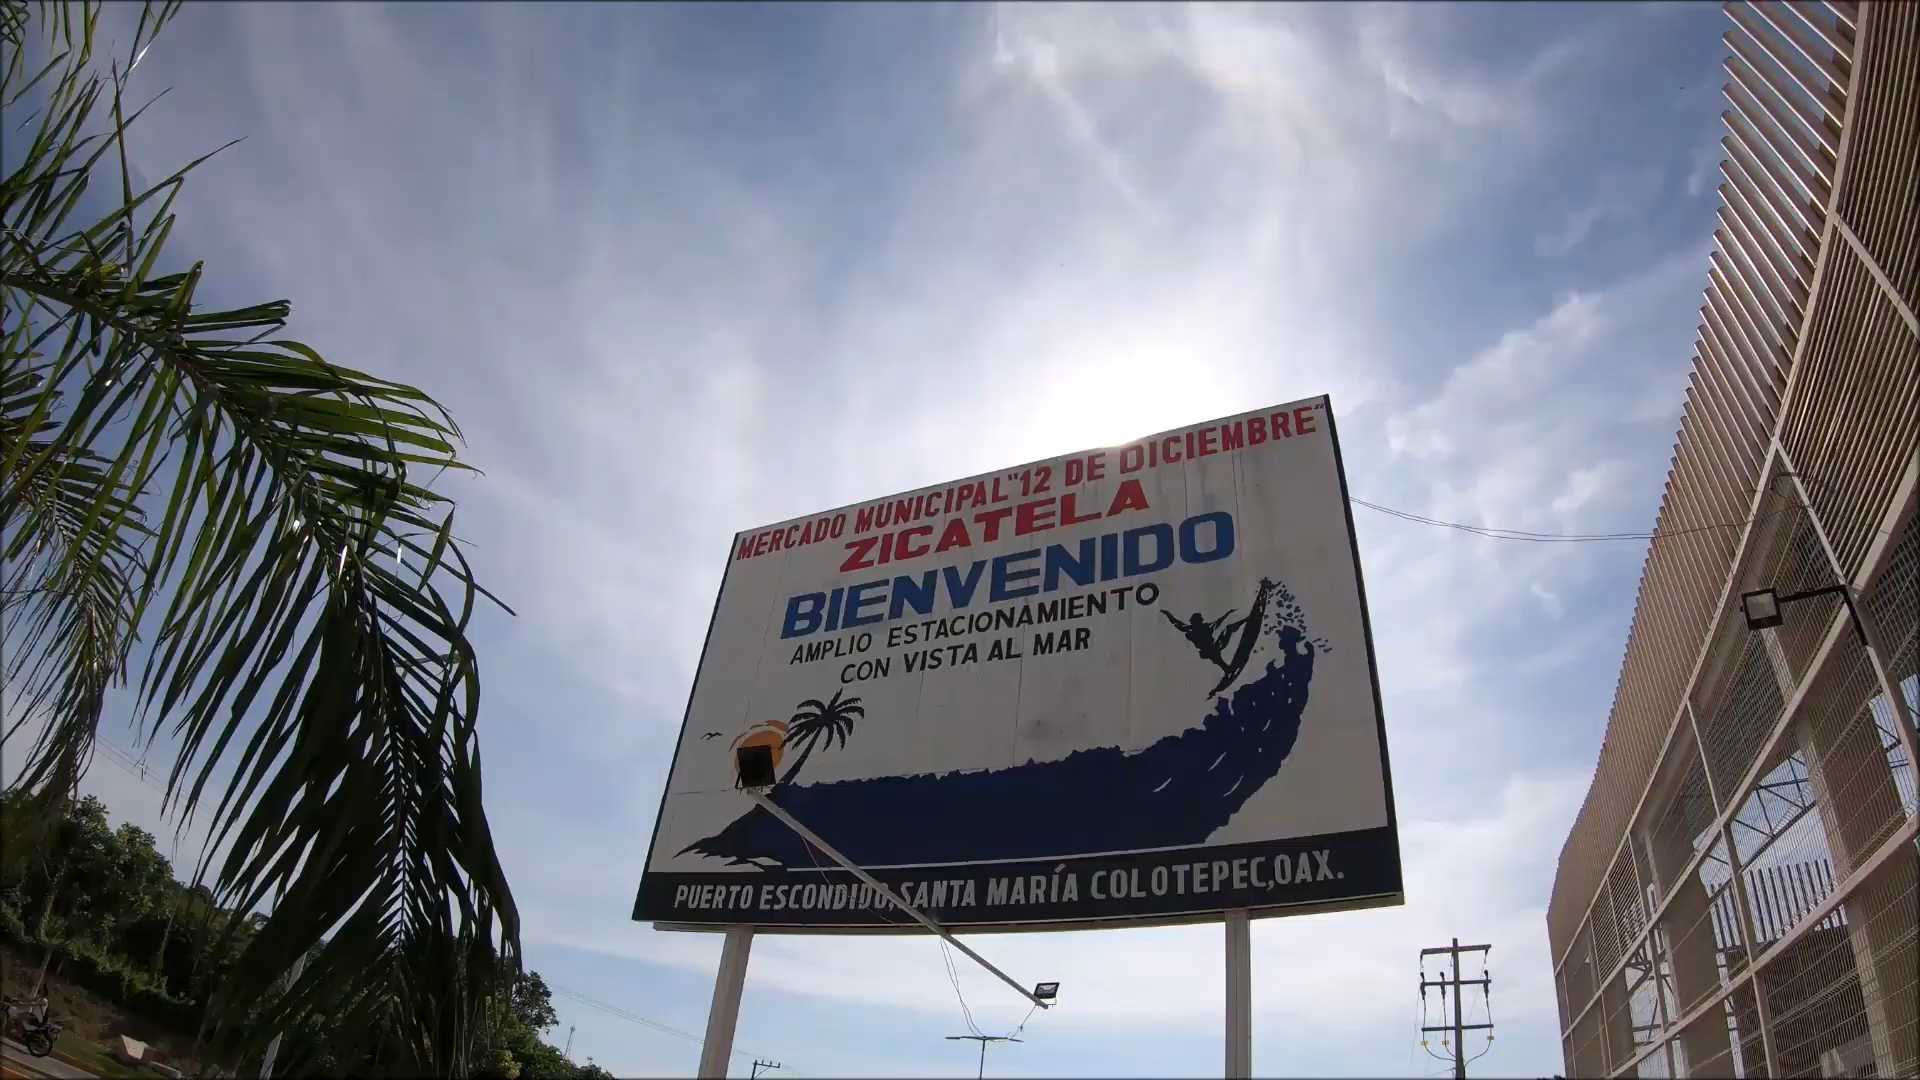 MERCADO MUNICIPAL "12 DE DICIEMBRE"
ZICATELA
BIENVENIDO
AMPLIO ESTACIONAMIENTO
CON VISTA AL MAR
PUERTO ESCONDIDO, SANTA MARÍA COLOTEPEC, OAX.